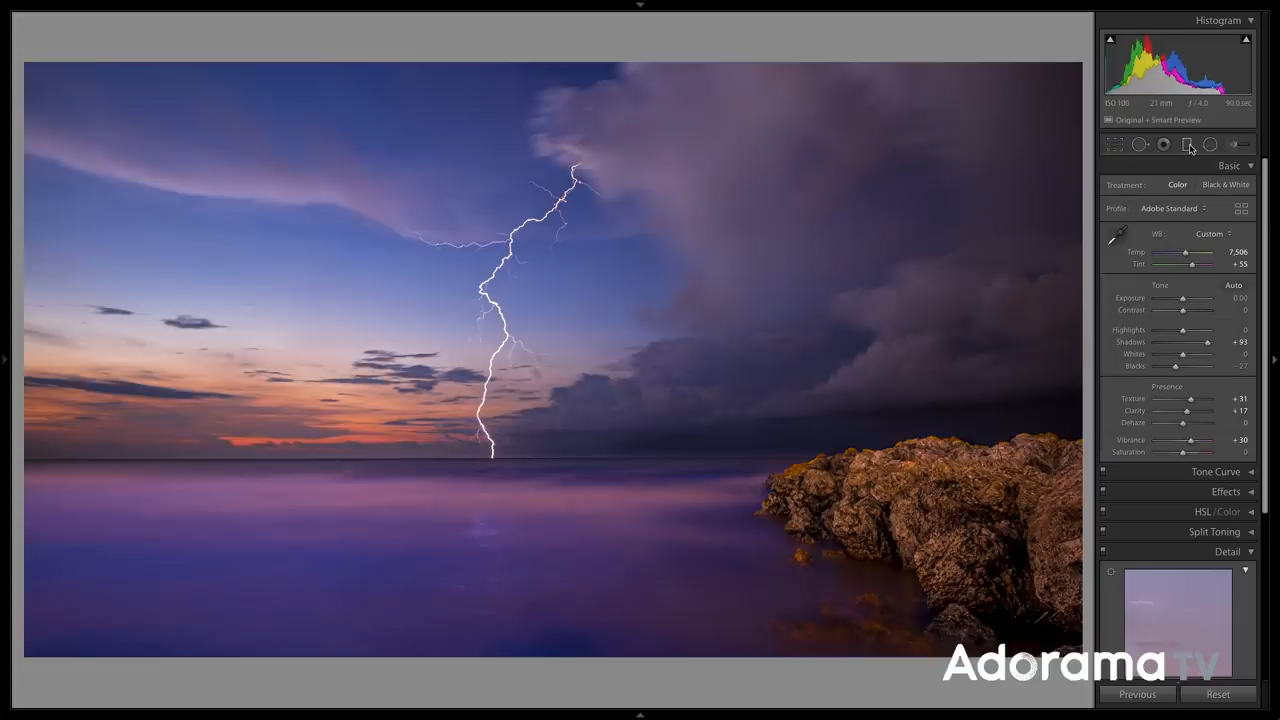 Histogram
ISO 100 21 mm ƒ / 4.0 90.0 sec
Original + Smart Preview
Basic
Treatment : Color Black & White
Profile : Adobe Standard
WB : Custom
Temp 7,506
Tint + 55
Tone Auto
Exposure 0.00
Contrast 0
Highlights 0
Shadows + 93
Whites 0
Blacks − 27
Presence
Texture + 31
Clarity + 17
Dehaze 0
Vibrance + 30
Saturation 0
Tone Curve
Effects
HSL / Color
Split Toning
Detail
Adorama TV
Previous Reset